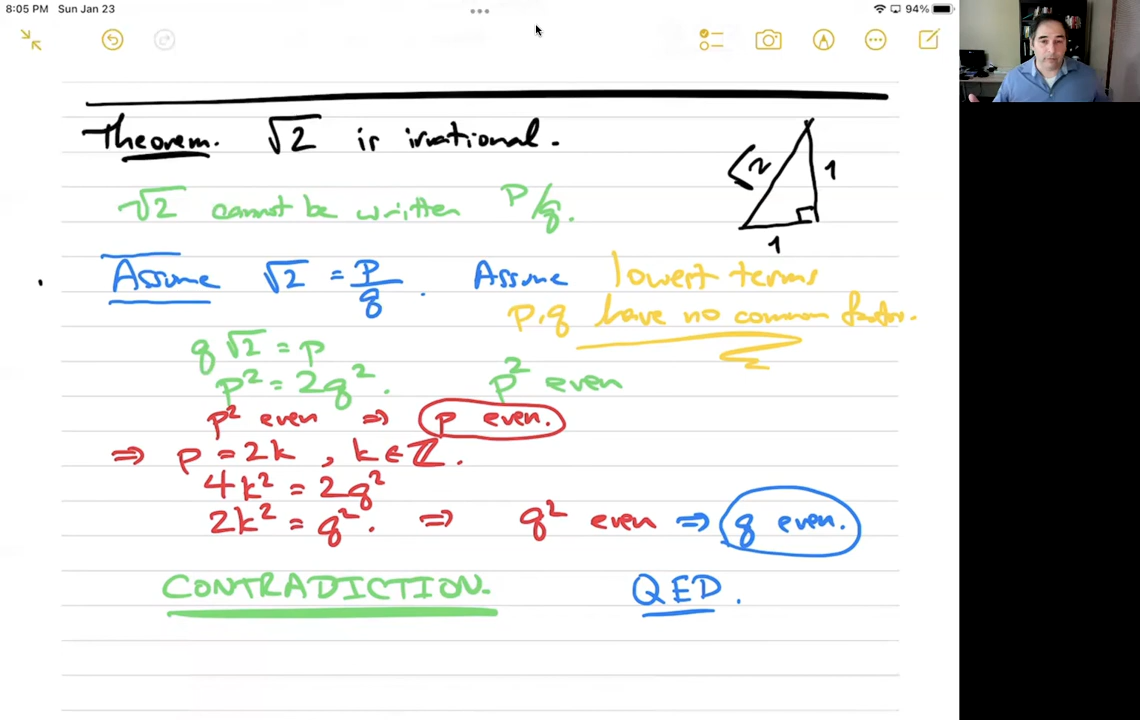 8:05 PM Sun Jan 23
94%
Theorem. √2 is irrational.
√2
1
1
√2 cannot be written P/q.
Assume √2 = P/q. Assume lowest terms
p, q have no common factor.
q √2 = p
p² = 2q². p² even
p² even ⇒ p even.
⇒ p = 2k, k ∈ ℤ.
4k² = 2q²
2k² = q². ⇒ q² even ⇒ q even.
CONTRADICTION. QED.